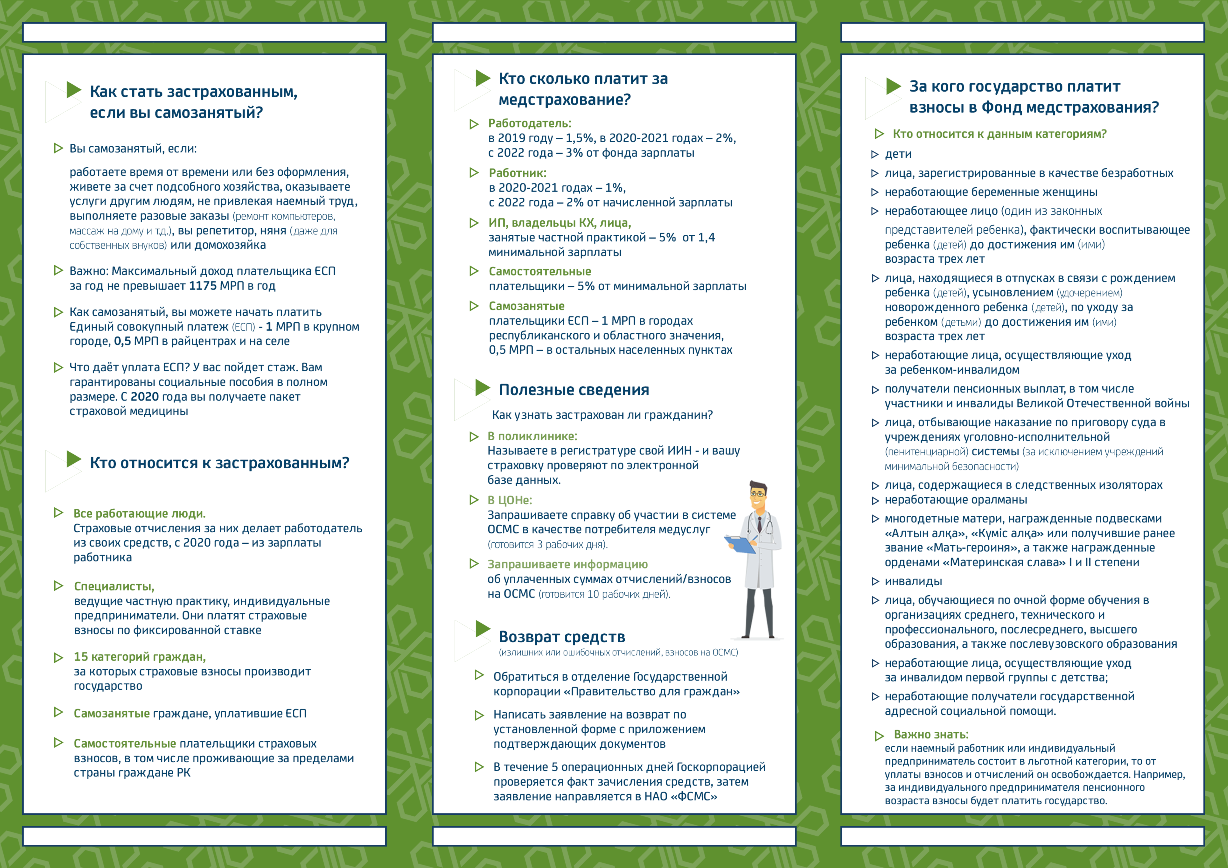 Как стать застрахованным,
если вы самозанятый?
Вы самозанятый, если:
работаете время от времени или без оформления,
живете за счет подсобного хозяйства, оказываете
услуги другим людям, не привлекая наемный труд,
выполняете разовые заказы (ремонт компьютеров,
массаж на дому и т.д.), вы репетитор, няня (даже для
собственных внуков) или домохозяйка
Важно: Максимальный доход плательщика ЕСП
за год не превышает 1175 МРП в год
Как самозанятый, вы можете начать платить
Единый совокупный платеж (ЕСП) - 1 МРП в крупном
городе, 0,5 МРП в райцентрах и на селе
Что даёт уплата ЕСП? У вас пойдет стаж. Вам
гарантированы социальные пособия в полном
размере. С 2020 года вы получаете пакет
страховой медицины
Кто относится к застрахованным?
Все работающие люди.
Страховые отчисления за них делает работодатель
из своих средств, с 2020 года – из зарплаты
работника
Специалисты,
ведущие частную практику, индивидуальные
предприниматели. Они платят страховые
взносы по фиксированной ставке
15 категорий граждан,
за которых страховые взносы производит
государство
Самозанятые граждане, уплатившие ЕСП
Самостоятельные плательщики страховых
взносов, в том числе проживающие за пределами
страны граждане РК
Кто сколько платит за
медстрахование?
Работодатель:
в 2019 году – 1,5%, в 2020-2021 годах – 2%,
с 2022 года – 3% от фонда зарплаты
Работник:
в 2020-2021 годах – 1%,
с 2022 года – 2% от начисленной зарплаты
ИП, владельцы КХ, лица,
занятые частной практикой – 5% от 1,4
минимальной зарплаты
Самостоятельные
плательщики – 5% от минимальной зарплаты
Самозанятые
плательщики ЕСП – 1 МРП в городах
республиканского и областного значения,
0,5 МРП – в остальных населенных пунктах
Полезные сведения
Как узнать застрахован ли гражданин?
В поликлинике:
Называете в регистратуре свой ИИН - и вашу
страховку проверяют по электронной
базе данных.
В ЦОНе:
Запрашиваете справку об участии в системе
ОСМС в качестве потребителя медуслуг
(готовится 3 рабочих дня).
Запрашиваете информацию
об уплаченных суммах отчислений/взносов
на ОСМС (готовится 10 рабочих дней).
Возврат средств
(излишних или ошибочных отчислений, взносов на ОСМС)
Обратиться в отделение Государственной
корпорации «Правительство для граждан»
Написать заявление на возврат по
установленной форме с приложением
подтверждающих документов
В течение 5 операционных дней Госкорпорацией
проверяется факт зачисления средств, затем
заявление направляется в НАО «ФСМС»
За кого государство платит
взносы в Фонд медстрахования?
Кто относится к данным категориям?
дети
лица, зарегистрированные в качестве безработных
неработающие беременные женщины
неработающее лицо (один из законных
представителей ребенка), фактически воспитывающее
ребенка (детей) до достижения им (ими)
возраста трех лет
лица, находящиеся в отпусках в связи с рождением
ребенка (детей), усыновлением (удочерением)
новорожденного ребенка (детей), по уходу за
ребенком (детьми) до достижения им (ими)
возраста трех лет
неработающие лица, осуществляющие уход
за ребенком-инвалидом
получатели пенсионных выплат, в том числе
участники и инвалиды Великой Отечественной войны
лица, отбывающие наказание по приговору суда в
учреждениях уголовно-исполнительной
(пенитенциарной) системы (за исключением учреждений
минимальной безопасности)
лица, содержащиеся в следственных изоляторах
неработающие оралманы
многодетные матери, награжденные подвесками
«Алтын алқа», «Күміс алқа» или получившие ранее
звание «Мать-героиня», а также награжденные
орденами «Материнская слава» I и II степени
инвалиды
лица, обучающиеся по очной форме обучения в
организациях среднего, технического и
профессионального, послесреднего, высшего
образования, а также послевузовского образования
неработающие лица, осуществляющие уход
за инвалидом первой группы с детства;
неработающие получатели государственной
адресной социальной помощи.
Важно знать:
если наемный работник или индивидуальный
предприниматель состоит в льготной категории, то от
уплаты взносов и отчислений он освобождается. Например,
за индивидуального предпринимателя пенсионного
возраста взносы будет платить государство.